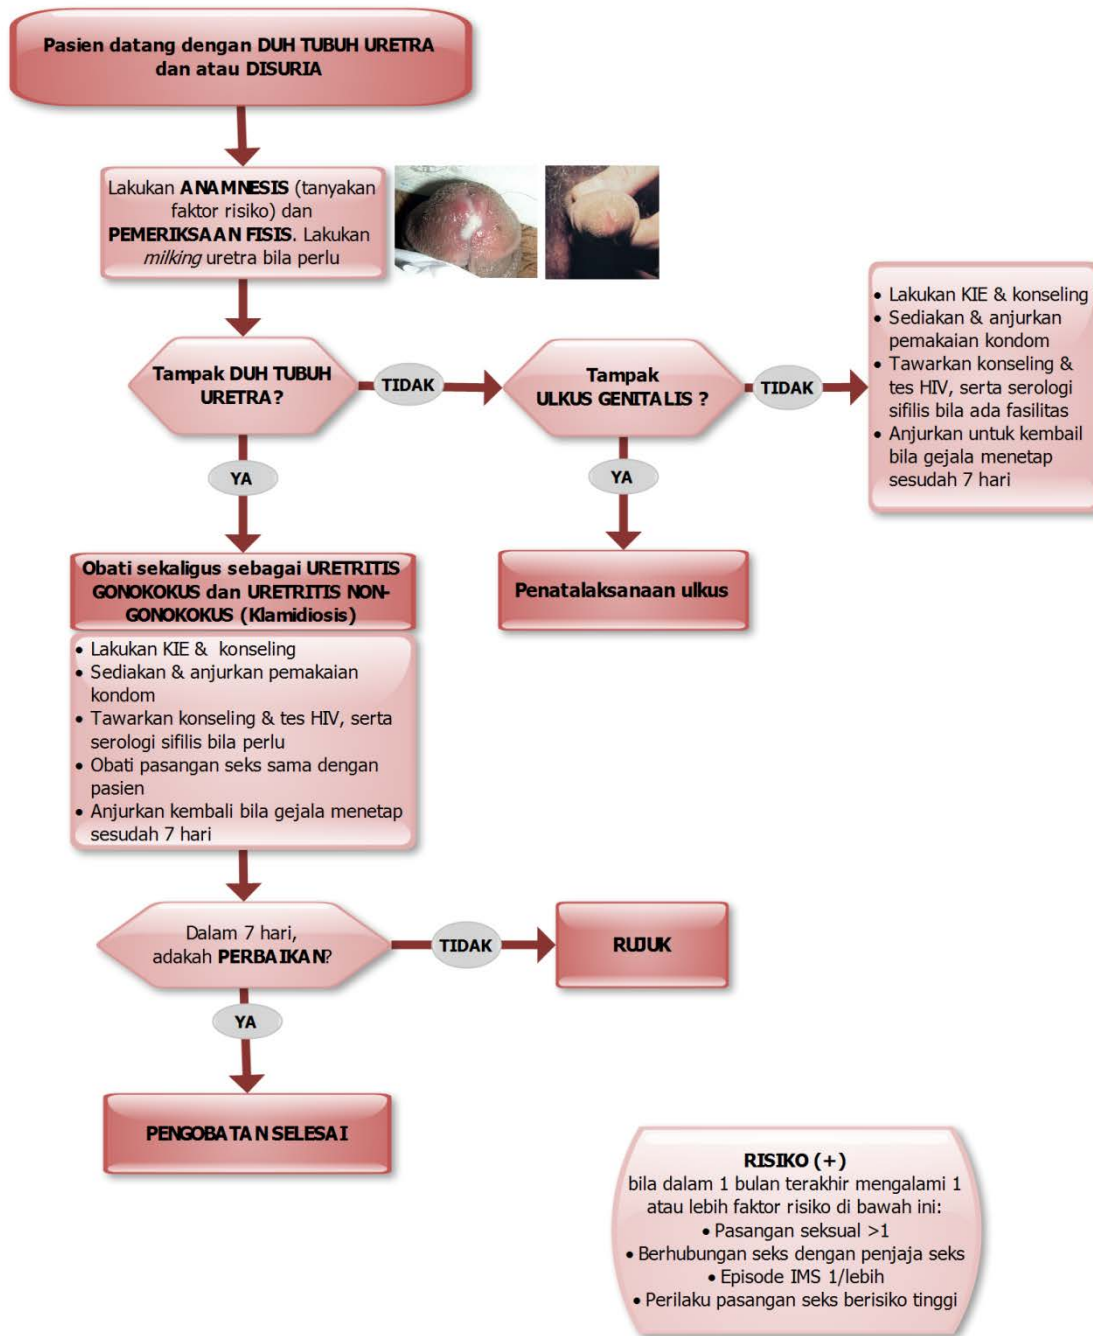 Pasien datang dengan DUH TUBUH URETRA
dan atau DISURIA
Lakukan ANAMNESIS (tanyakan
faktor risiko) dan
PEMERIKSAAN FISIS. Lakukan
milking uretra bila perlu
Tampak DUH TUBUH
URETRA?
TIDAK
Tampak
ULKUS GENITALIS ?
TIDAK
• Lakukan KIE & konseling
• Sediakan & anjurkan
pemakaian kondom
• Tawarkan konseling &
tes HIV, serta serologi
sifilis bila ada fasilitas
• Anjurkan untuk kembail
bila gejala menetap
sesudah 7 hari
YA
YA
Obati sekaligus sebagai URETRITIS
GONOKOKUS dan URETRITIS NON-
GONOKOKUS (Klamidiosis)
Penatalaksanaan ulkus
• Lakukan KIE & konseling
• Sediakan & anjurkan pemakaian
kondom
• Tawarkan konseling & tes HIV, serta
serologi sifilis bila perlu
• Obati pasangan seks sama dengan
pasien
• Anjurkan kembali bila gejala menetap
sesudah 7 hari
Dalam 7 hari,
adakah PERBAIKAN?
TIDAK
RUJUK
YA
PENGOBATAN SELESAI
RISIKO (+)
bila dalam 1 bulan terakhir mengalami 1
atau lebih faktor risiko di bawah ini:
• Pasangan seksual >1
• Berhubungan seks dengan penjaja seks
• Episode IMS 1/lebih
• Perilaku pasangan seks berisiko tinggi